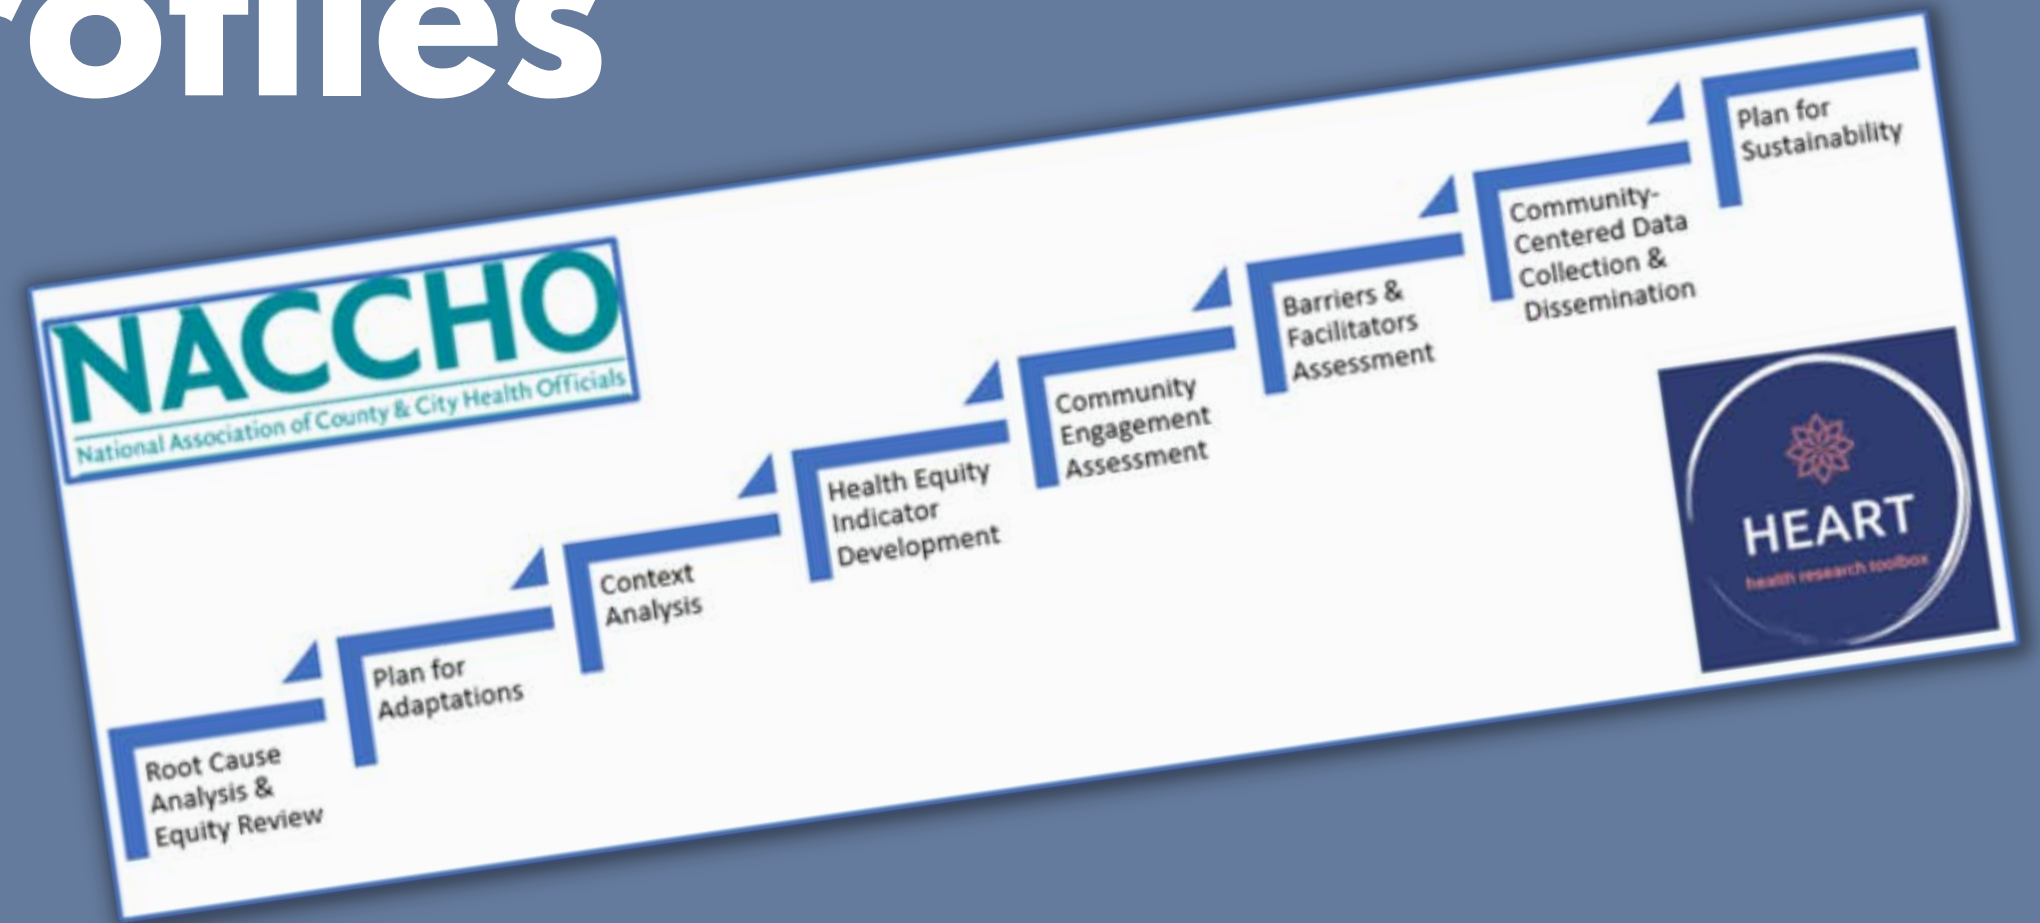 rofiles
NACCHO
National Association of County & City Health Officials
Root Cause
Analysis &
Equity Review
Plan for
Adaptations
Context
Analysis
Health Equity
Indicator
Development
Community
Engagement
Assessment
Barriers &
Facilitators
Assessment
Community-
Centered Data
Collection &
Dissemination
Plan for
Sustainability
HEART
health research toolbox